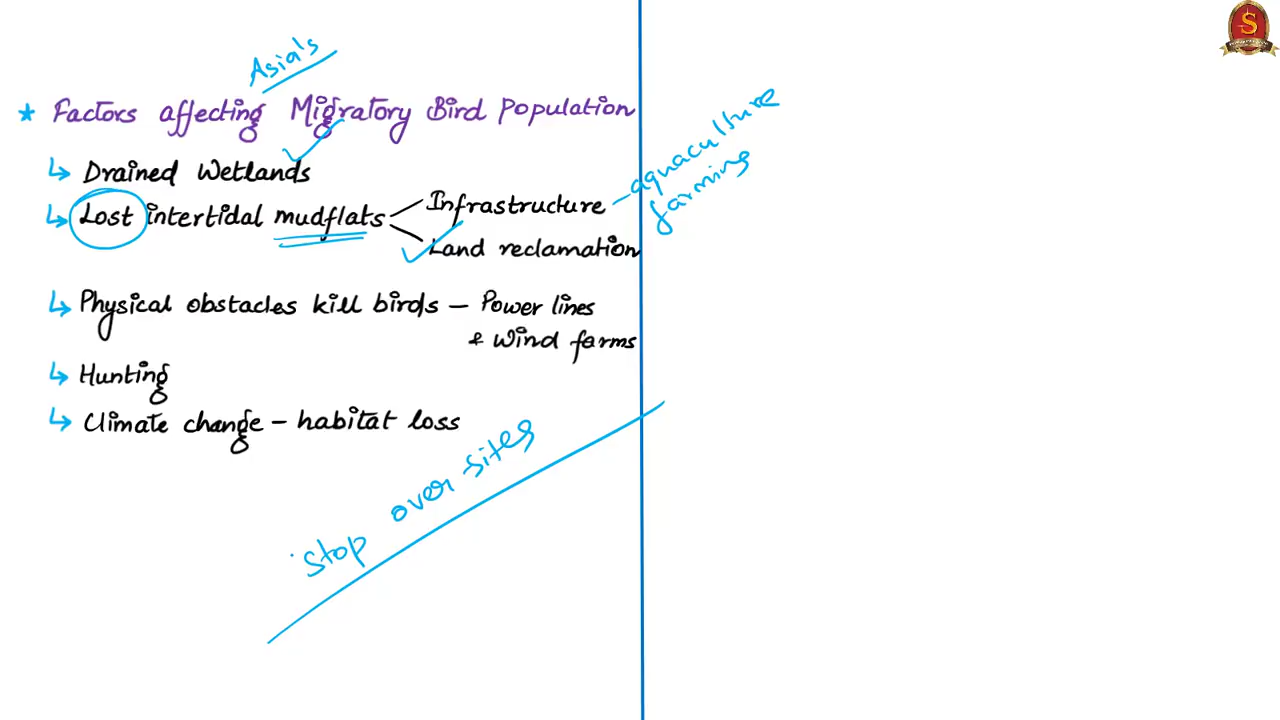 Asia's
* Factors affecting Migratory Bird Population
↳ Drained Wetlands
↳ Lost intertidal mudflats
Infrastructure - aquaculture
farming
Land reclamation
↳ Physical obstacles kill birds - Power lines
& Wind farms
↳ Hunting
↳ Climate change - habitat loss
Stop over sites
S